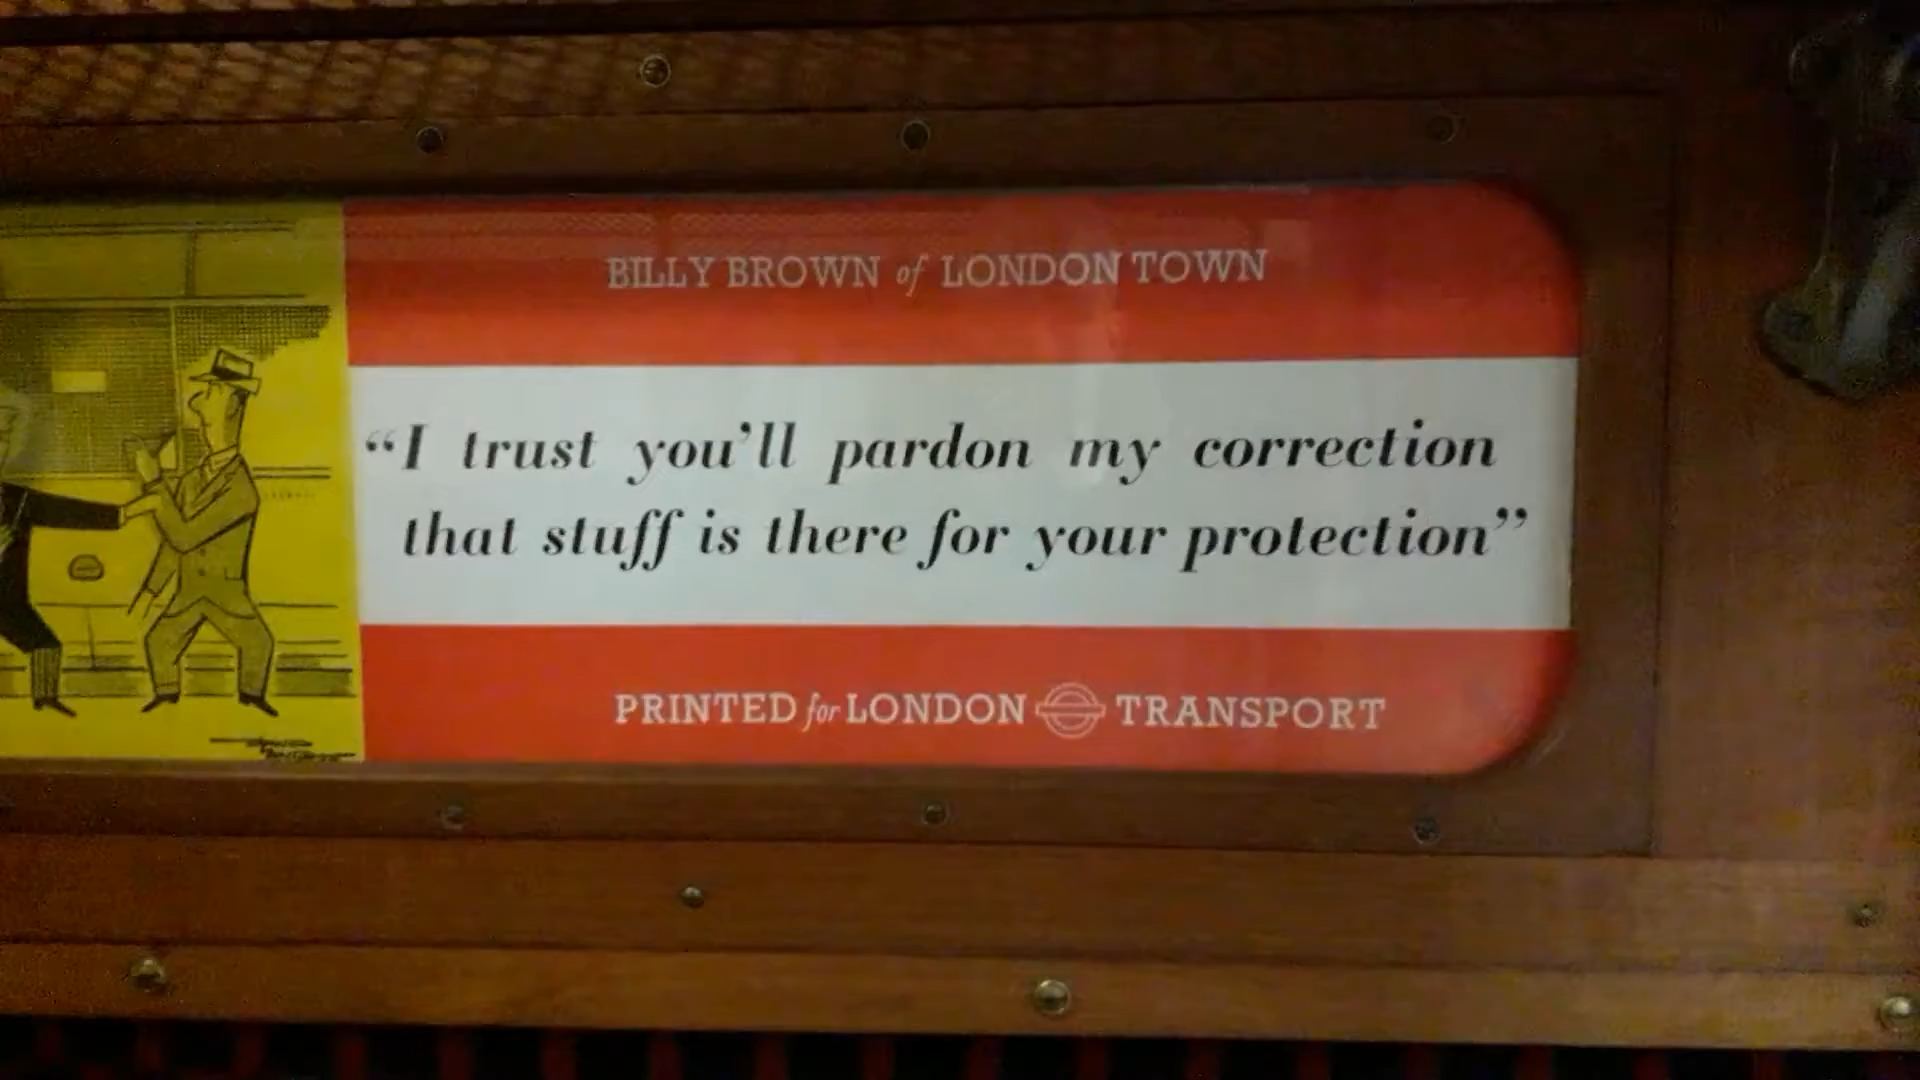 BILLY BROWN of LONDON TOWN
“I trust you’ll pardon my correction
that stuff is there for your protection”
PRINTED for LONDON TRANSPORT